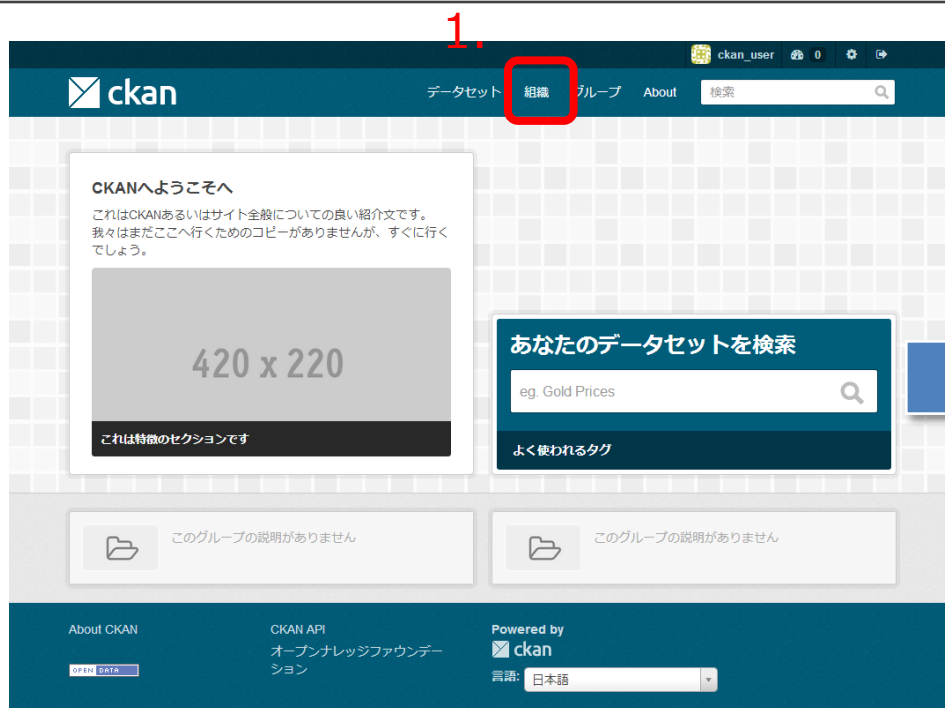 1.
ckan_user 0
ckan
データセット 組織 グループ About 検索
CKANへようこそへ
これはCKANあるいはサイト全般についての良い紹介文です。
我々はまだここへ行くためのコピーがありませんが、すぐに行く
でしょう。
420 x 220
これは特徴のセクションです
あなたのデータセットを検索
eg. Gold Prices
よく使われるタグ
このグループの説明がありません
このグループの説明がありません
About CKAN
OPEN DATA
CKAN API
オープンナレッジファウンデー
ション
Powered by
ckan
言語: 日本語